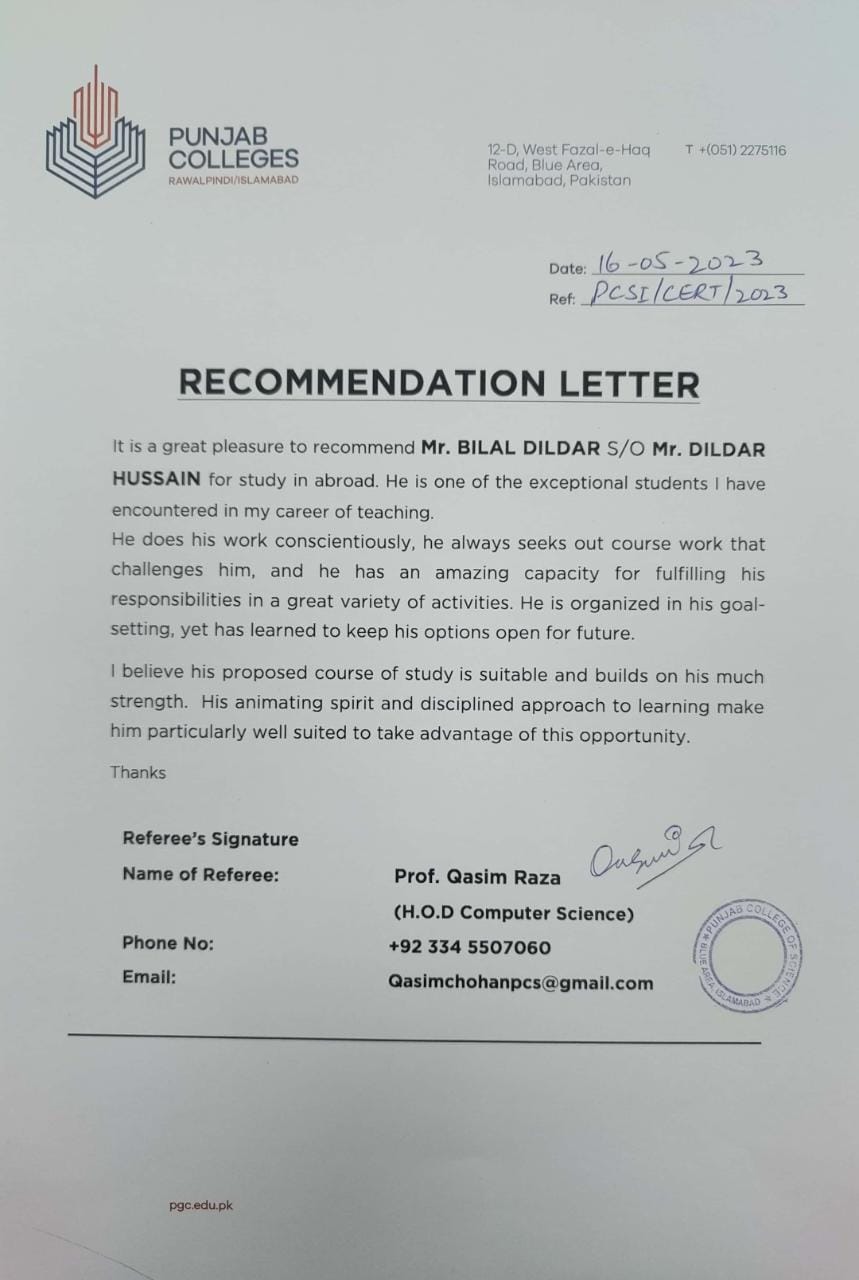 PUNJAB
COLLEGES
RAWALPINDI/ISLAMABAD
12-D, West Fazal-e-Haq
Road, Blue Area,
Islamabad, Pakistan
T +(051) 2275116
Date: 16-05-2023
Ref: PCSI/CERT/2023
RECOMMENDATION LETTER
It is a great pleasure to recommend Mr. BILAL DILDAR S/O Mr. DILDAR
HUSSAIN for study in abroad. He is one of the exceptional students I have
encountered in my career of teaching.
He does his work conscientiously, he always seeks out course work that
challenges him, and he has an amazing capacity for fulfilling his
responsibilities in a great variety of activities. He is organized in his goal-
setting, yet has learned to keep his options open for future.
I believe his proposed course of study is suitable and builds on his much
strength. His animating spirit and disciplined approach to learning make
him particularly well suited to take advantage of this opportunity.
Thanks
Referee's Signature
Name of Referee: Prof. Qasim Raza
(H.O.D Computer Science)
Phone No: +92 334 5507060
Email: Qasimchohanpcs@gmail.com
PUNJAB COLLEGE OF SCIENCE
BLUE AREA, ISLAMABAD
pgc.edu.pk